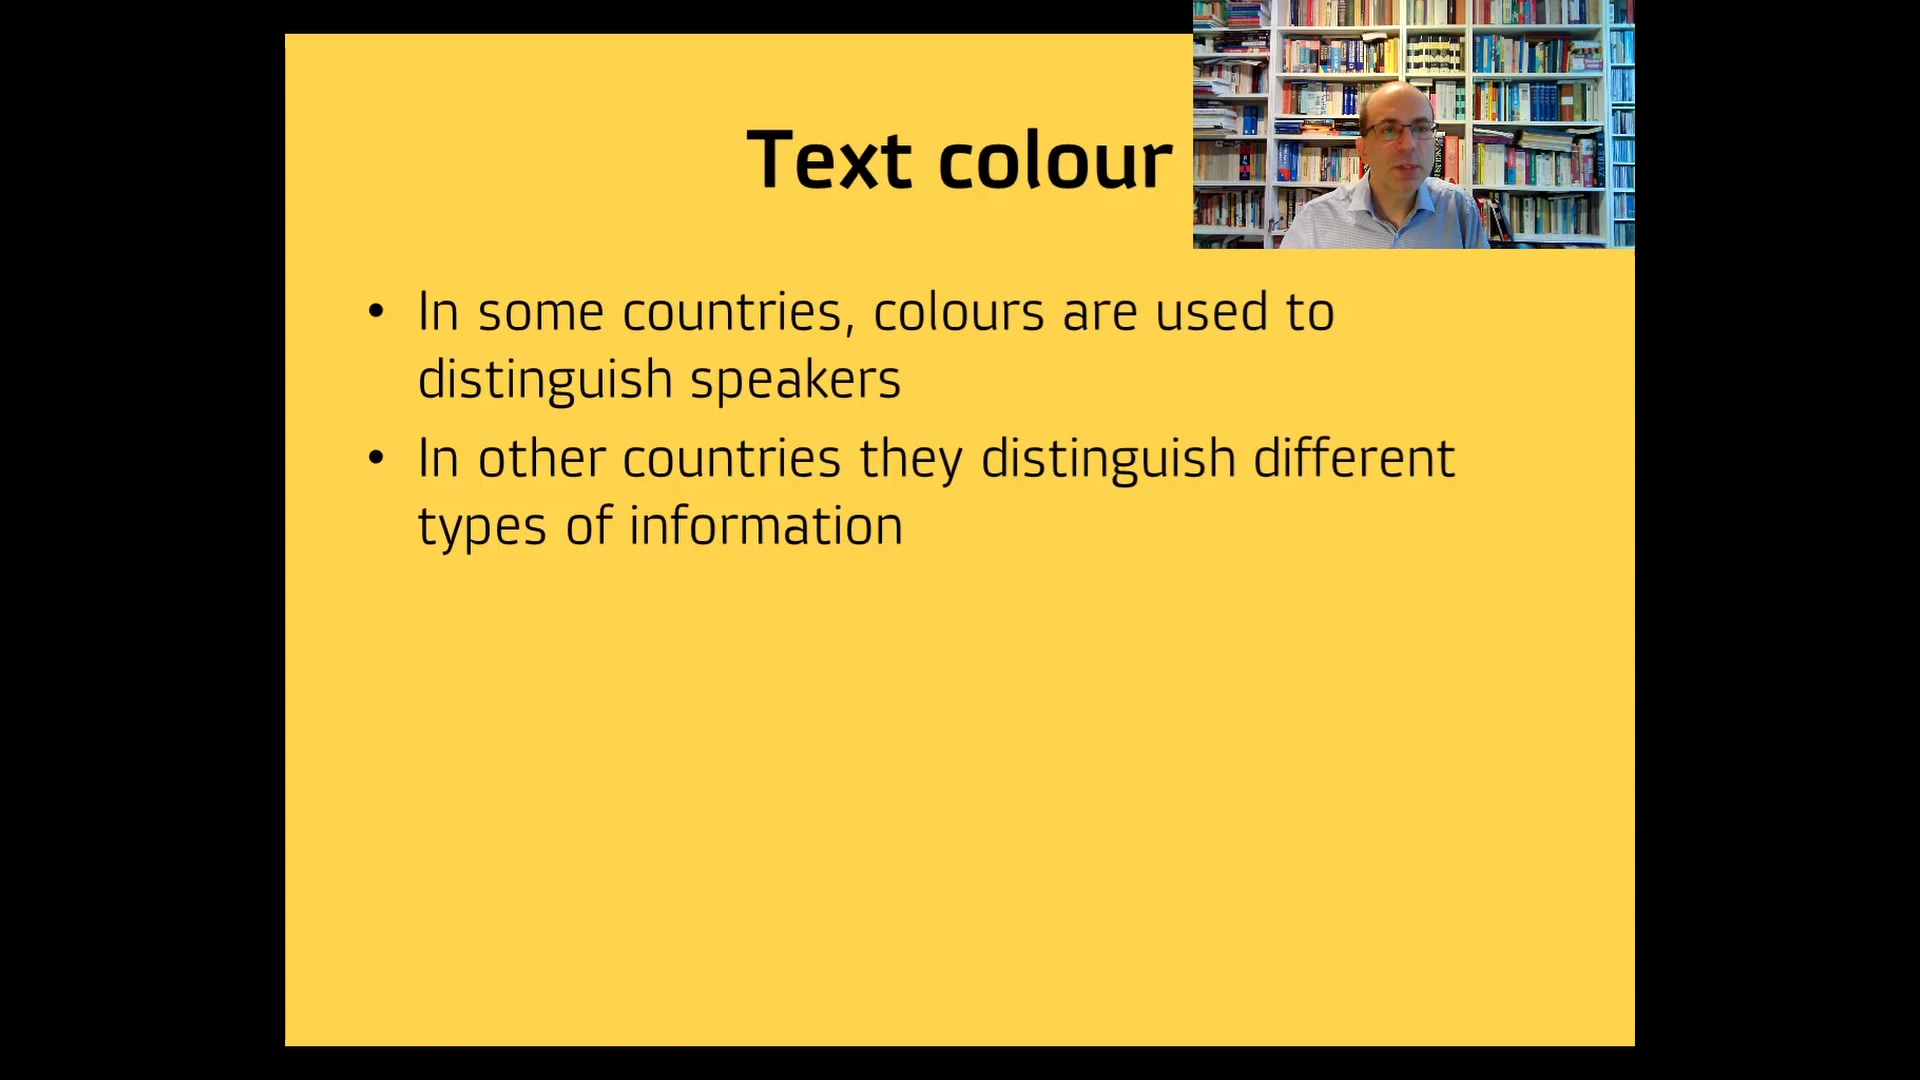 Text colour
• In some countries, colours are used to
distinguish speakers
• In other countries they distinguish different
types of information